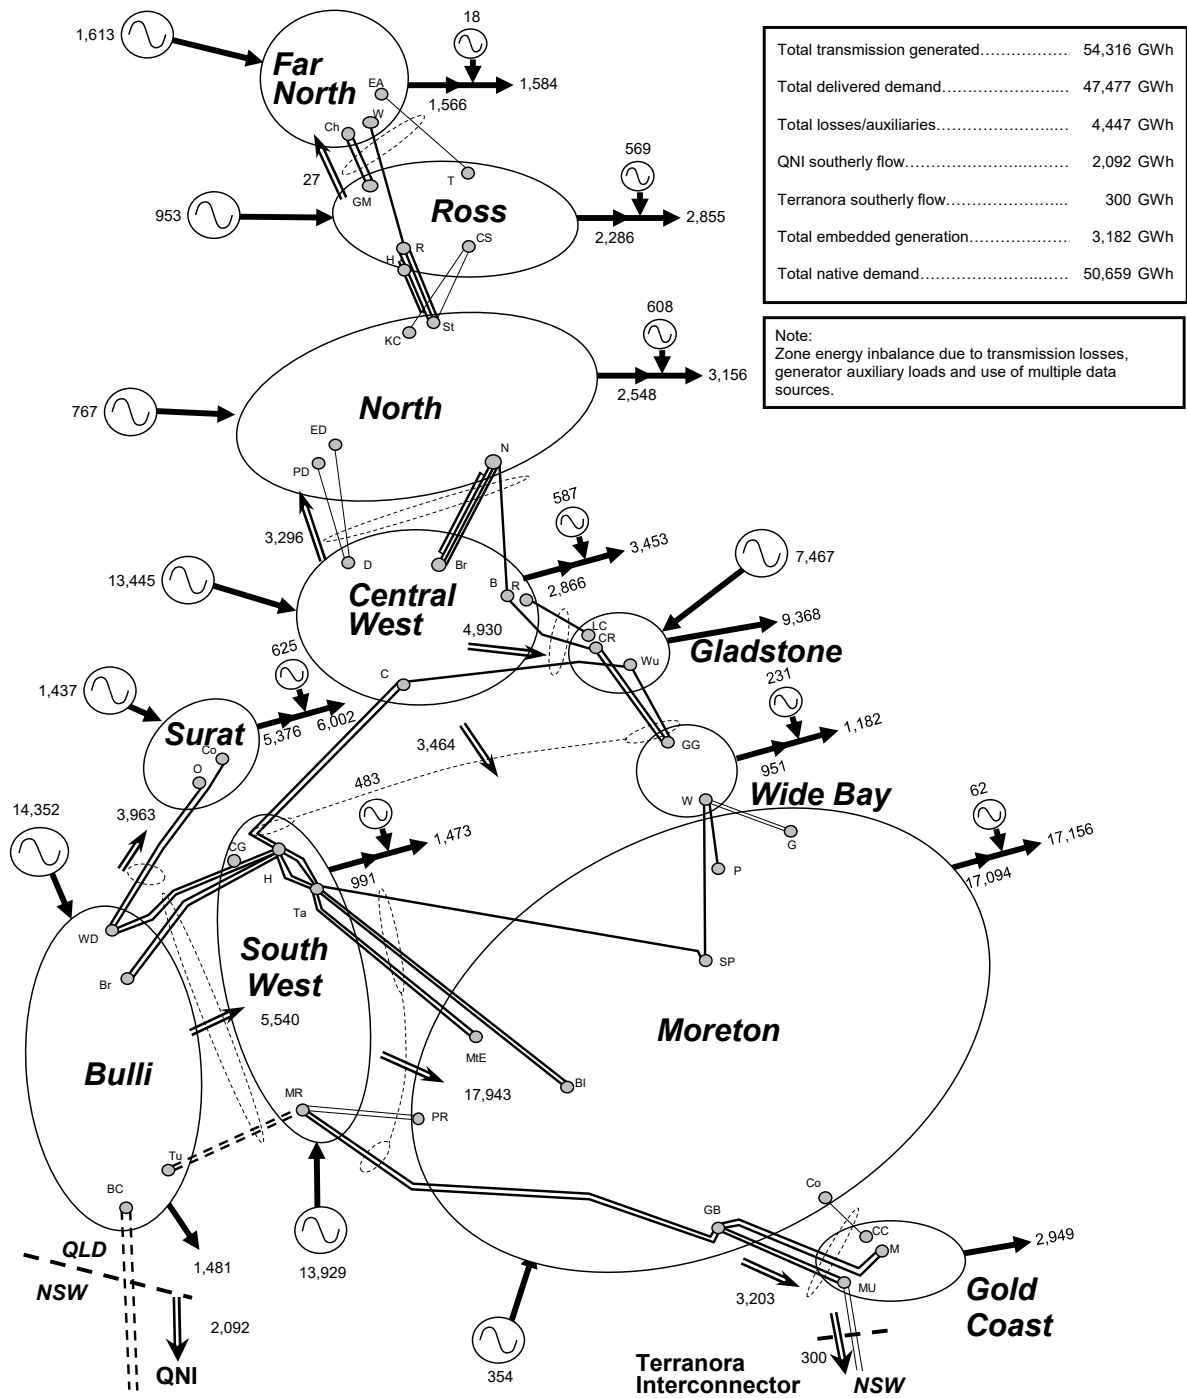 18
1,613
Far
North
EA
W
Ch
1,566
1,584
27
569
T
GM
953
Ross
2,286
2,855
R
CS
H
St
KC
608
3,156
2,548
767
North
ED
PD
N
3,296
587
3,453
D
Br
2,866
B
R
13,445
Central
West
4,930
7,467
9,368
LC
CR
Wu
Gladstone
C
625
1,437
Surat
5,376
6,002
Co
O
3,464
GG
231
1,182
951
Wide Bay
W
G
P
62
17,156
17,094
14,352
3,963
483
1,473
991
CG
H
Ta
WD
Br
South
West
5,540
SP
Moreton
MtE
BI
Bulli
17,943
MR
PR
Tu
BC
1,481
13,929
QLD
NSW
2,092
QNI
GB
Co
CC
M
MU
2,949
Gold
Coast
3,203
354
300
Terranora
Interconnector
NSW
Total transmission generated……………… 54,316 GWh
Total delivered demand…………………..… 47,477 GWh
Total losses/auxiliaries…………………..… 4,447 GWh
QNI southerly flow…………………..……… 2,092 GWh
Terranora southerly flow…………………... 300 GWh
Total embedded generation……………….. 3,182 GWh
Total native demand…………………..…… 50,659 GWh
Note:
Zone energy inbalance due to transmission losses,
generator auxiliary loads and use of multiple data
sources.